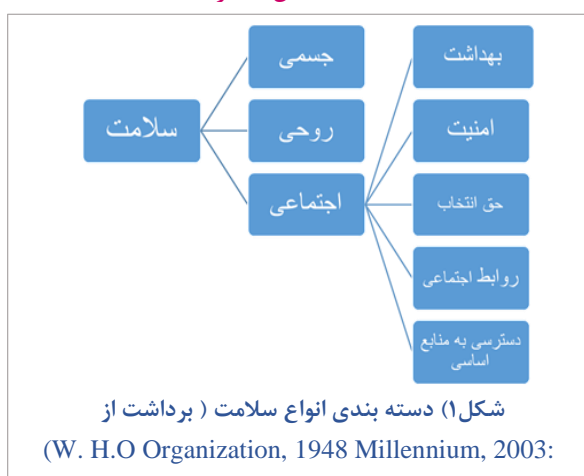 سلامت
جسمی
روحی
اجتماعی
بهداشت
امنیت
حق انتخاب
روابط اجتماعی
دسترسی به منابع
اساسی
شکل۱) دسته بندی انواع سلامت ( برداشت از
(W. H.O Organization, 1948 Millennium, 2003: